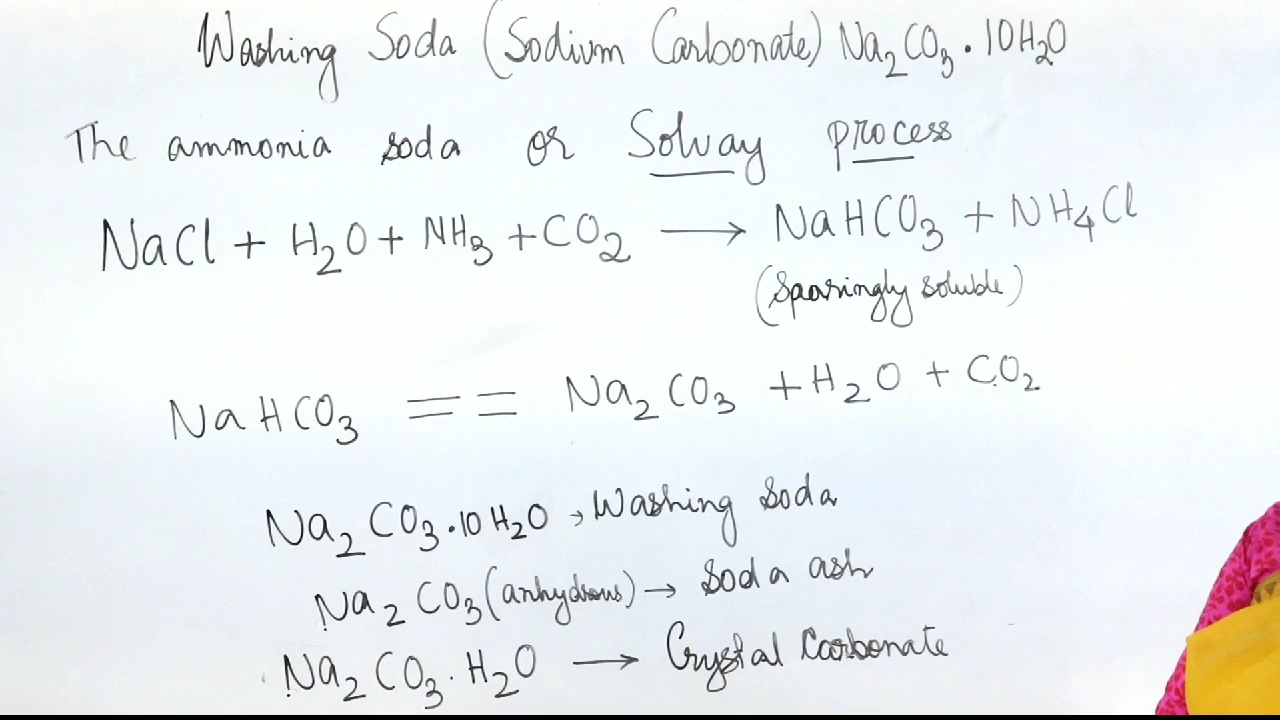 Washing Soda (Sodium Carbonate) Na₂CO₃·10H₂O
The ammonia soda or Solvay process
NaCl + H₂O + NH₃ + CO₂ → NaHCO₃ + NH₄Cl
(Sparingly soluble)
NaHCO₃ == Na₂CO₃ + H₂O + CO₂
Na₂CO₃·10H₂O → Washing Soda
Na₂CO₃ (anhydrous) → Soda ash
Na₂CO₃·H₂O → Crystal Carbonate